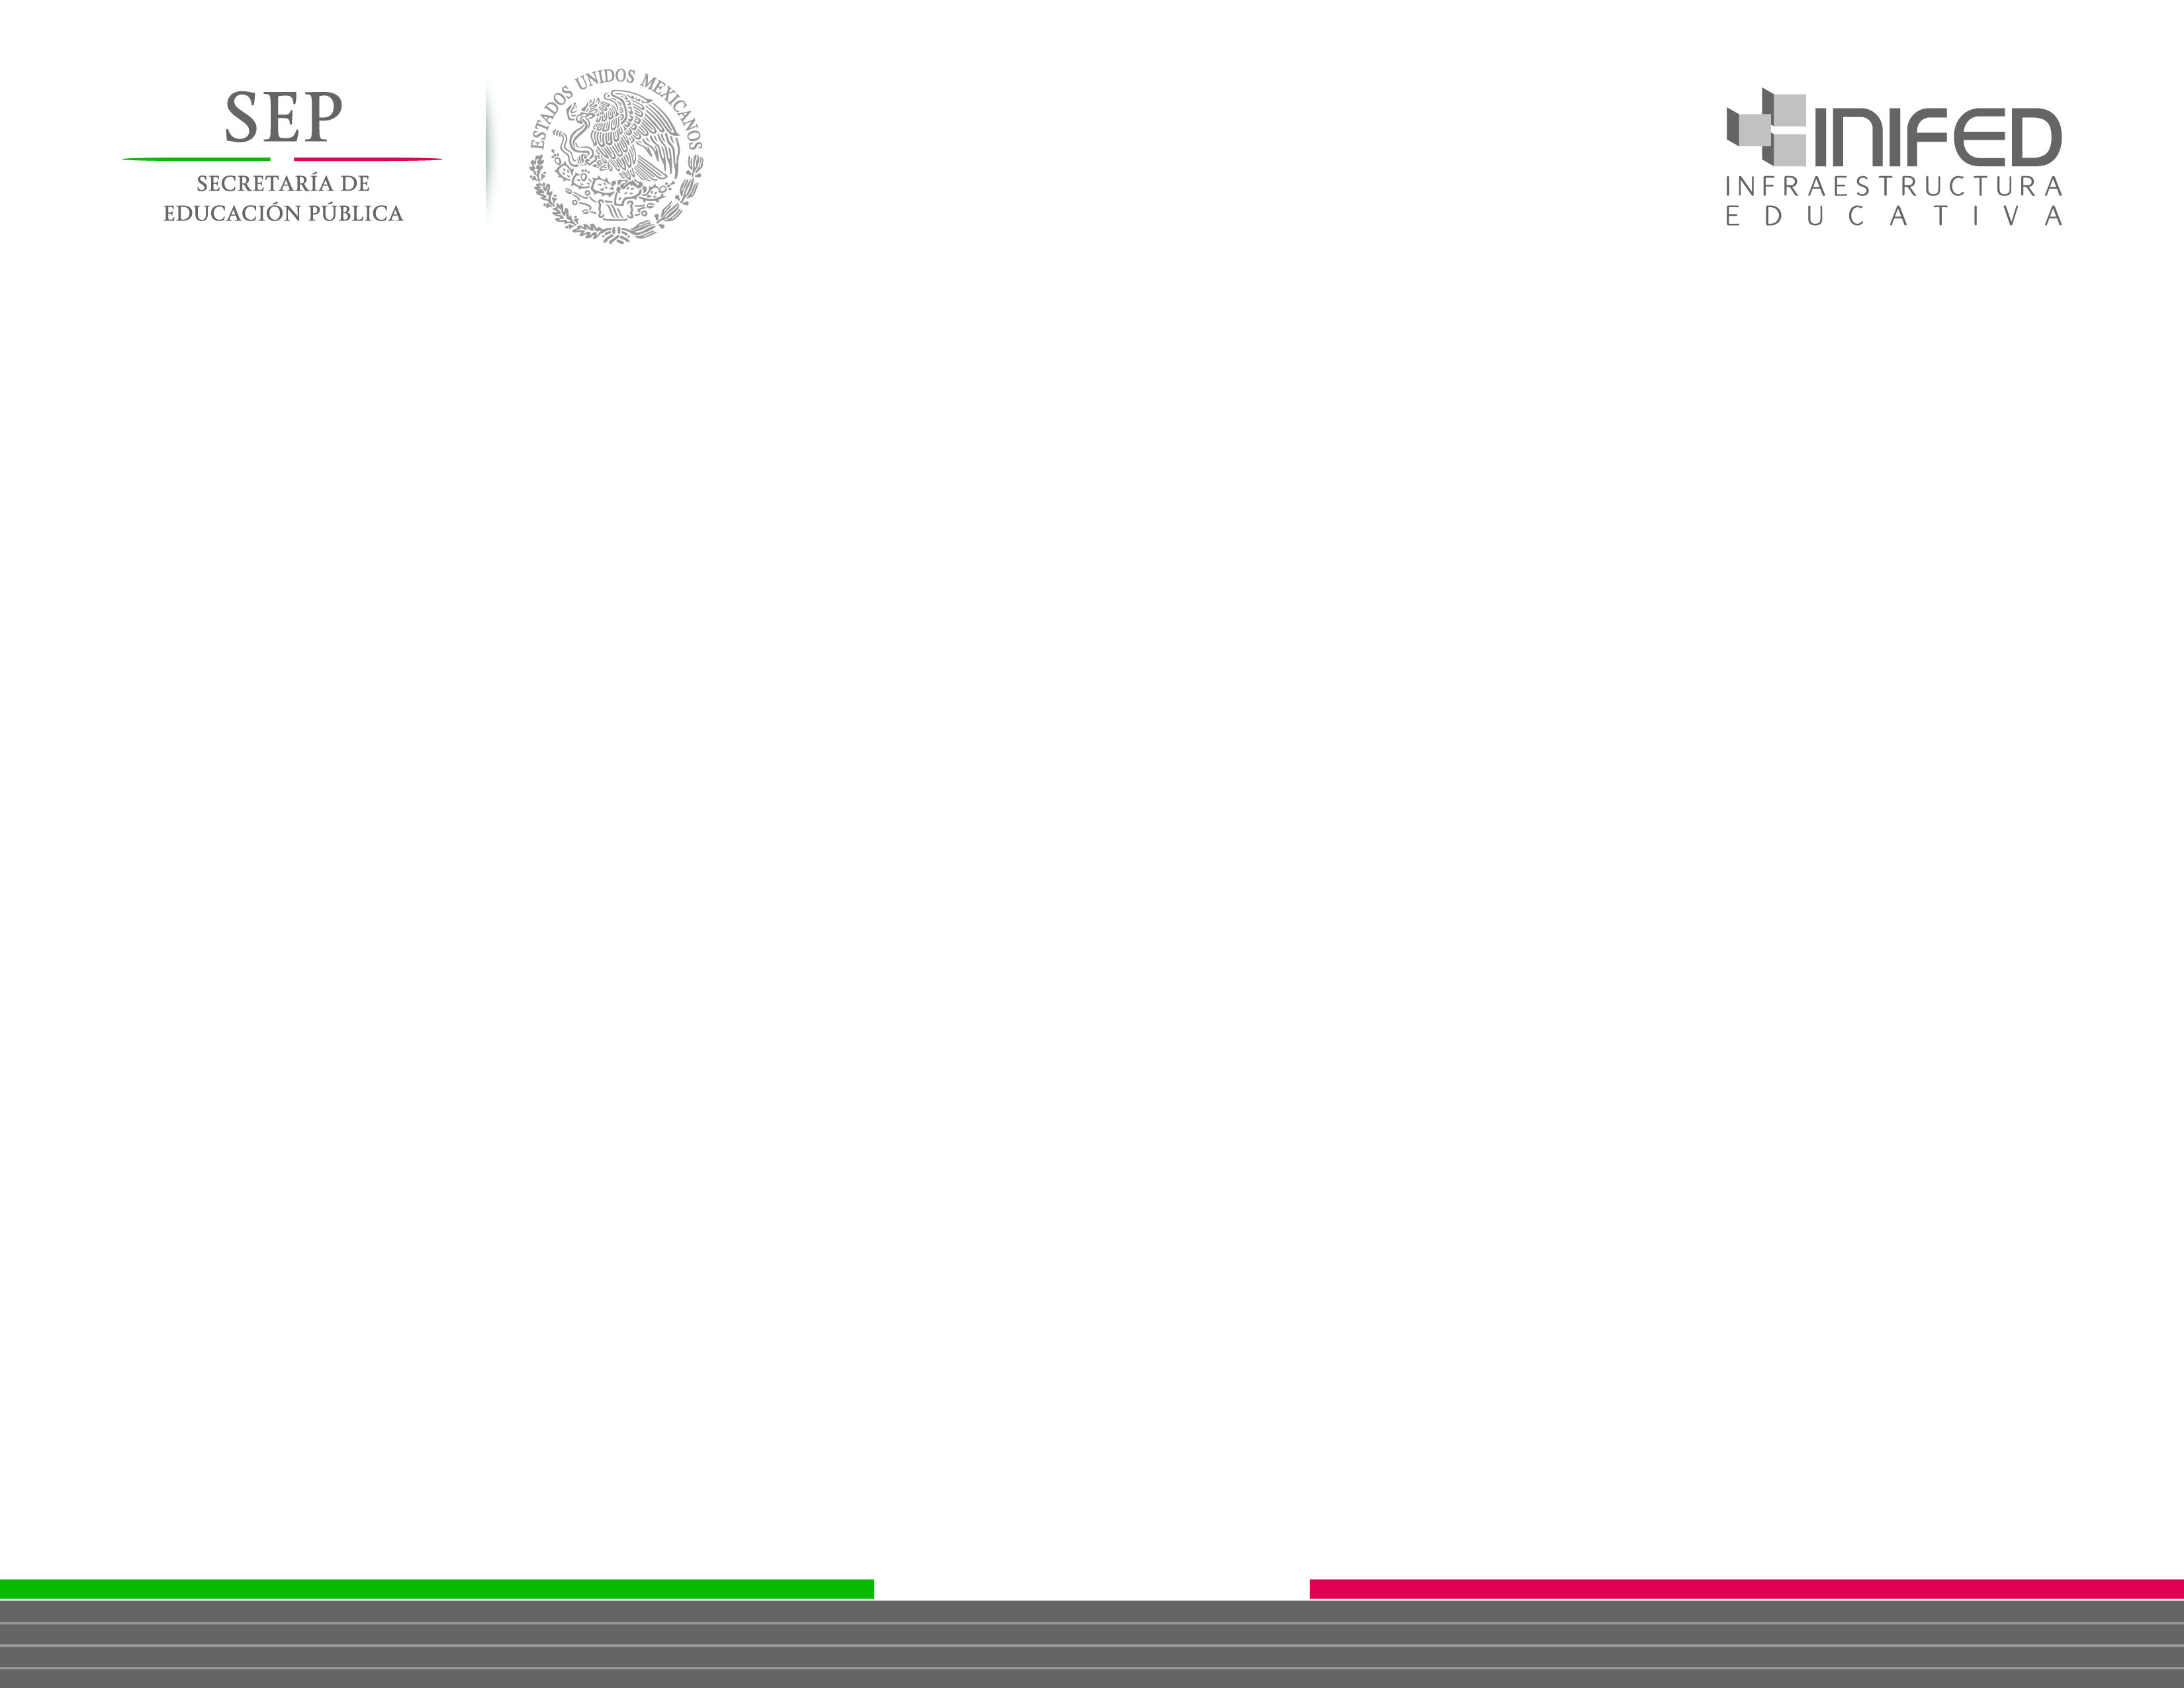 SEP
SECRETARÍA DE
EDUCACIÓN PÚBLICA
ESTADOS UNIDOS MEXICANOS
INIFED
INFRAESTRUCTURA
EDUCATIVA